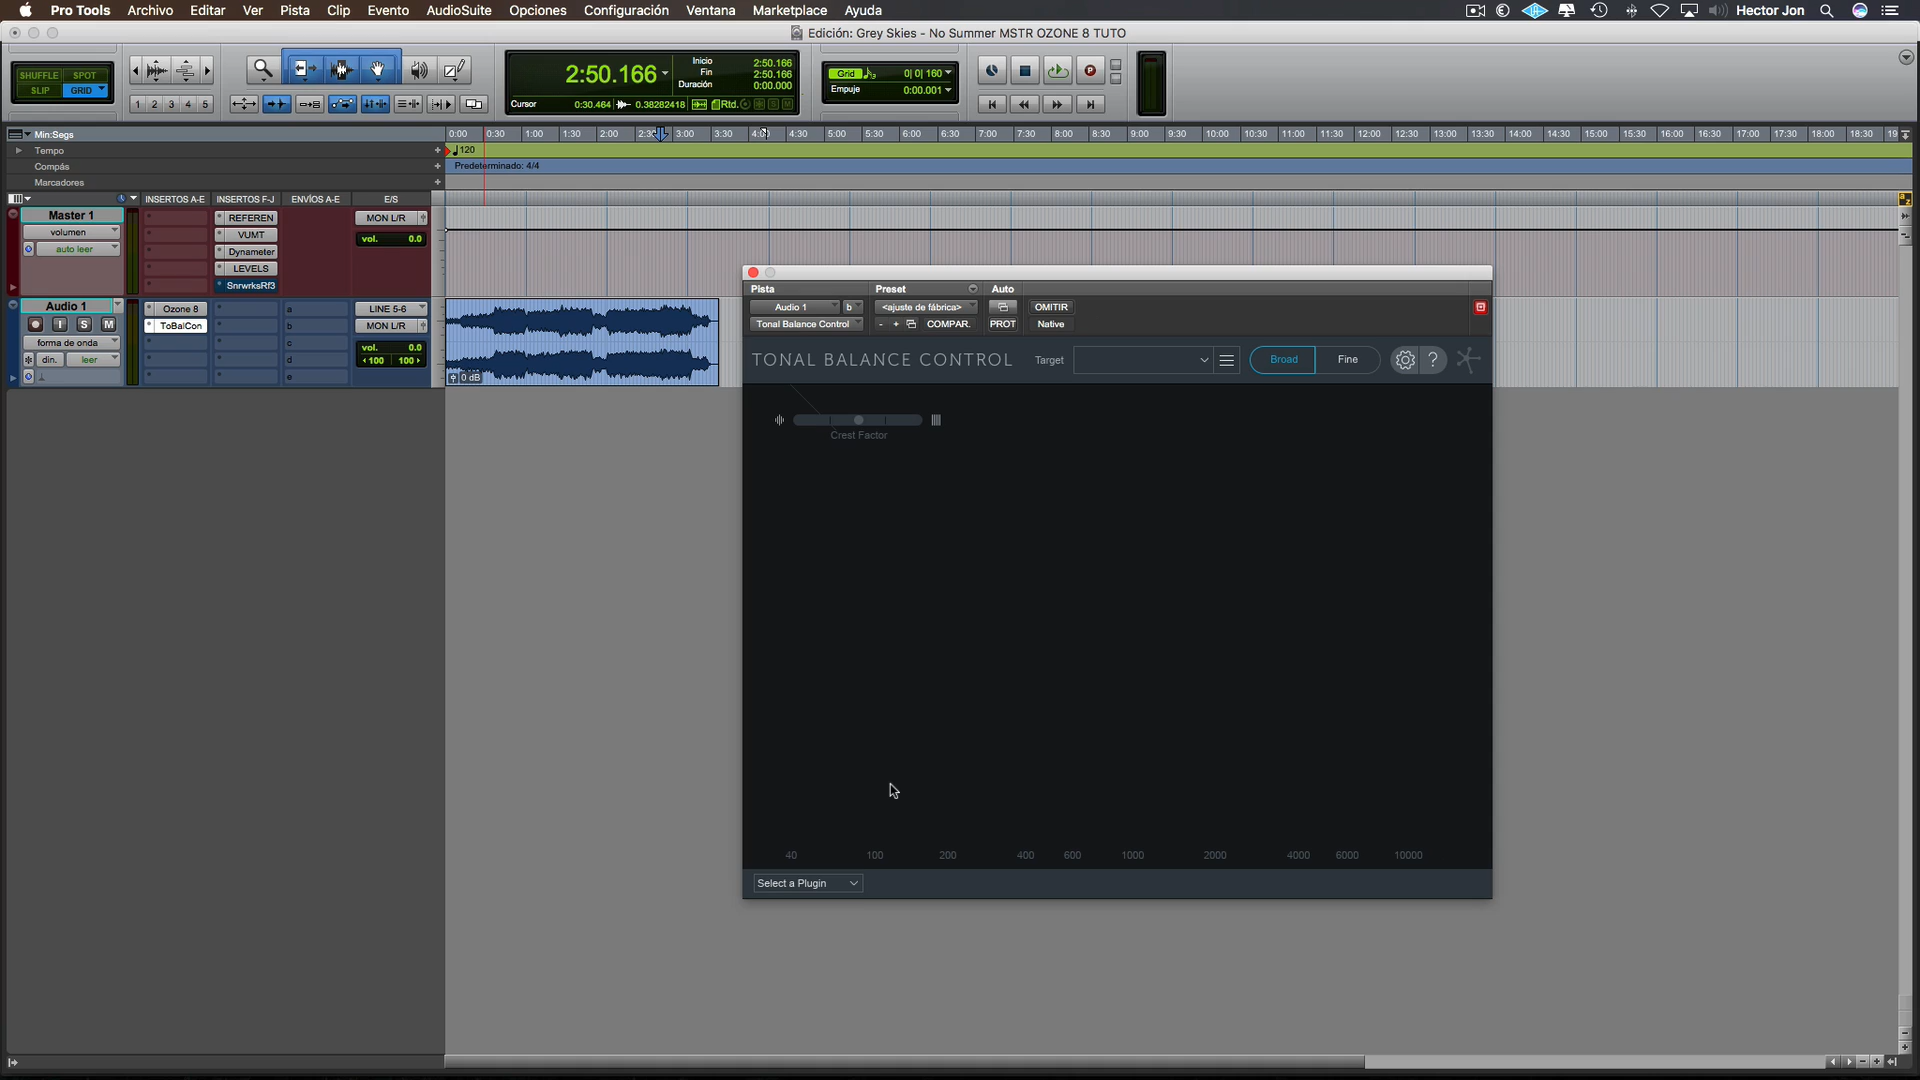 Pro Tools Archivo Editar Ver Pista Clip Evento AudioSuite Opciones Configuración Ventana Marketplace Ayuda Hector Jon
Edición: Grey Skies - No Summer MSTR OZONE 8 TUTO
SHUFFLE SPOT
SLIP GRID
1 2 3 4 5
2:50.166
Inicio 2:50.166
Fin 2:50.166
Duración 0:00.000
Cursor 0:30.464 0.38282418 Rtd.
Grid 0| 0| 160
Empuje 0:00.001
Min:Segs 0:00 0:30 1:00 1:30 2:00 2:30 3:00 3:30 4:00 4:30 5:00 5:30 6:00 6:30 7:00 7:30 8:00 8:30 9:00 9:30 10:00 10:30 11:00 11:30 12:00 12:30 13:00 13:30 14:00 14:30 15:00 15:30 16:00 16:30 17:00 17:30 18:00 18:30 19
Tempo 120
Compás Predeterminado: 4/4
Marcadores
INSERTOS A-E INSERTOS F-J ENVÍOS A-E E/S
Master 1 REFEREN MON L/R
volumen VUMT vol. 0.0
auto leer Dynameter
LEVELS
SnrwrksRf3
Audio 1 Ozone 8 a LINE 5-6
I S M ToBalCon b MON L/R
forma de onda c vol. 0.0
din. leer d 100 100
e
0 dB
Pista Preset Auto
Audio 1 b <ajuste de fábrica> OMITIR
Tonal Balance Control - + COMPAR. PROT Native
TONAL BALANCE CONTROL Target Broad Fine ?
Crest Factor
40 100 200 400 600 1000 2000 4000 6000 10000
Select a Plugin